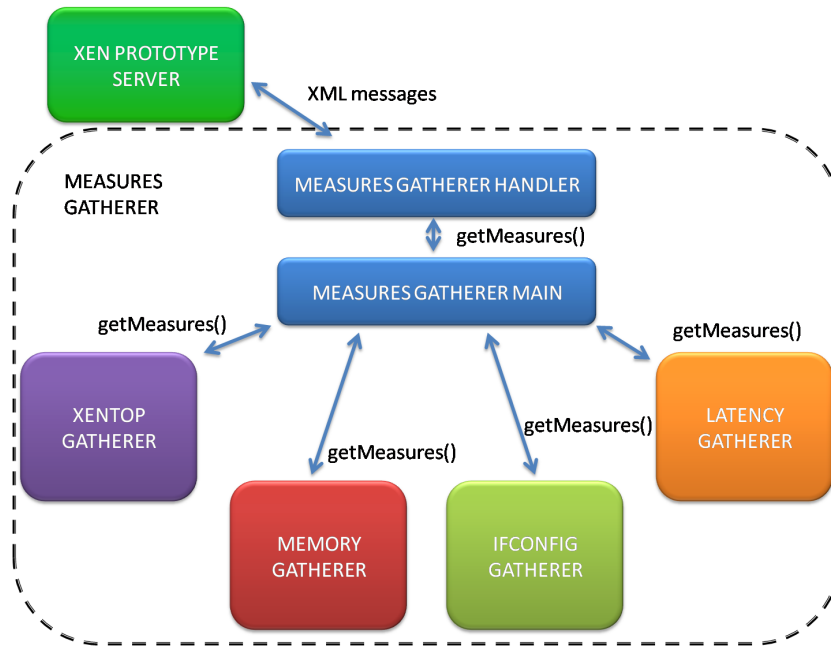 XEN PROTOTYPE
SERVER
XML messages
MEASURES
GATHERER
MEASURES GATHERER HANDLER
getMeasures()
MEASURES GATHERER MAIN
getMeasures()
getMeasures()
XENTOP
GATHERER
LATENCY
GATHERER
getMeasures()
getMeasures()
MEMORY
GATHERER
IFCONFIG
GATHERER